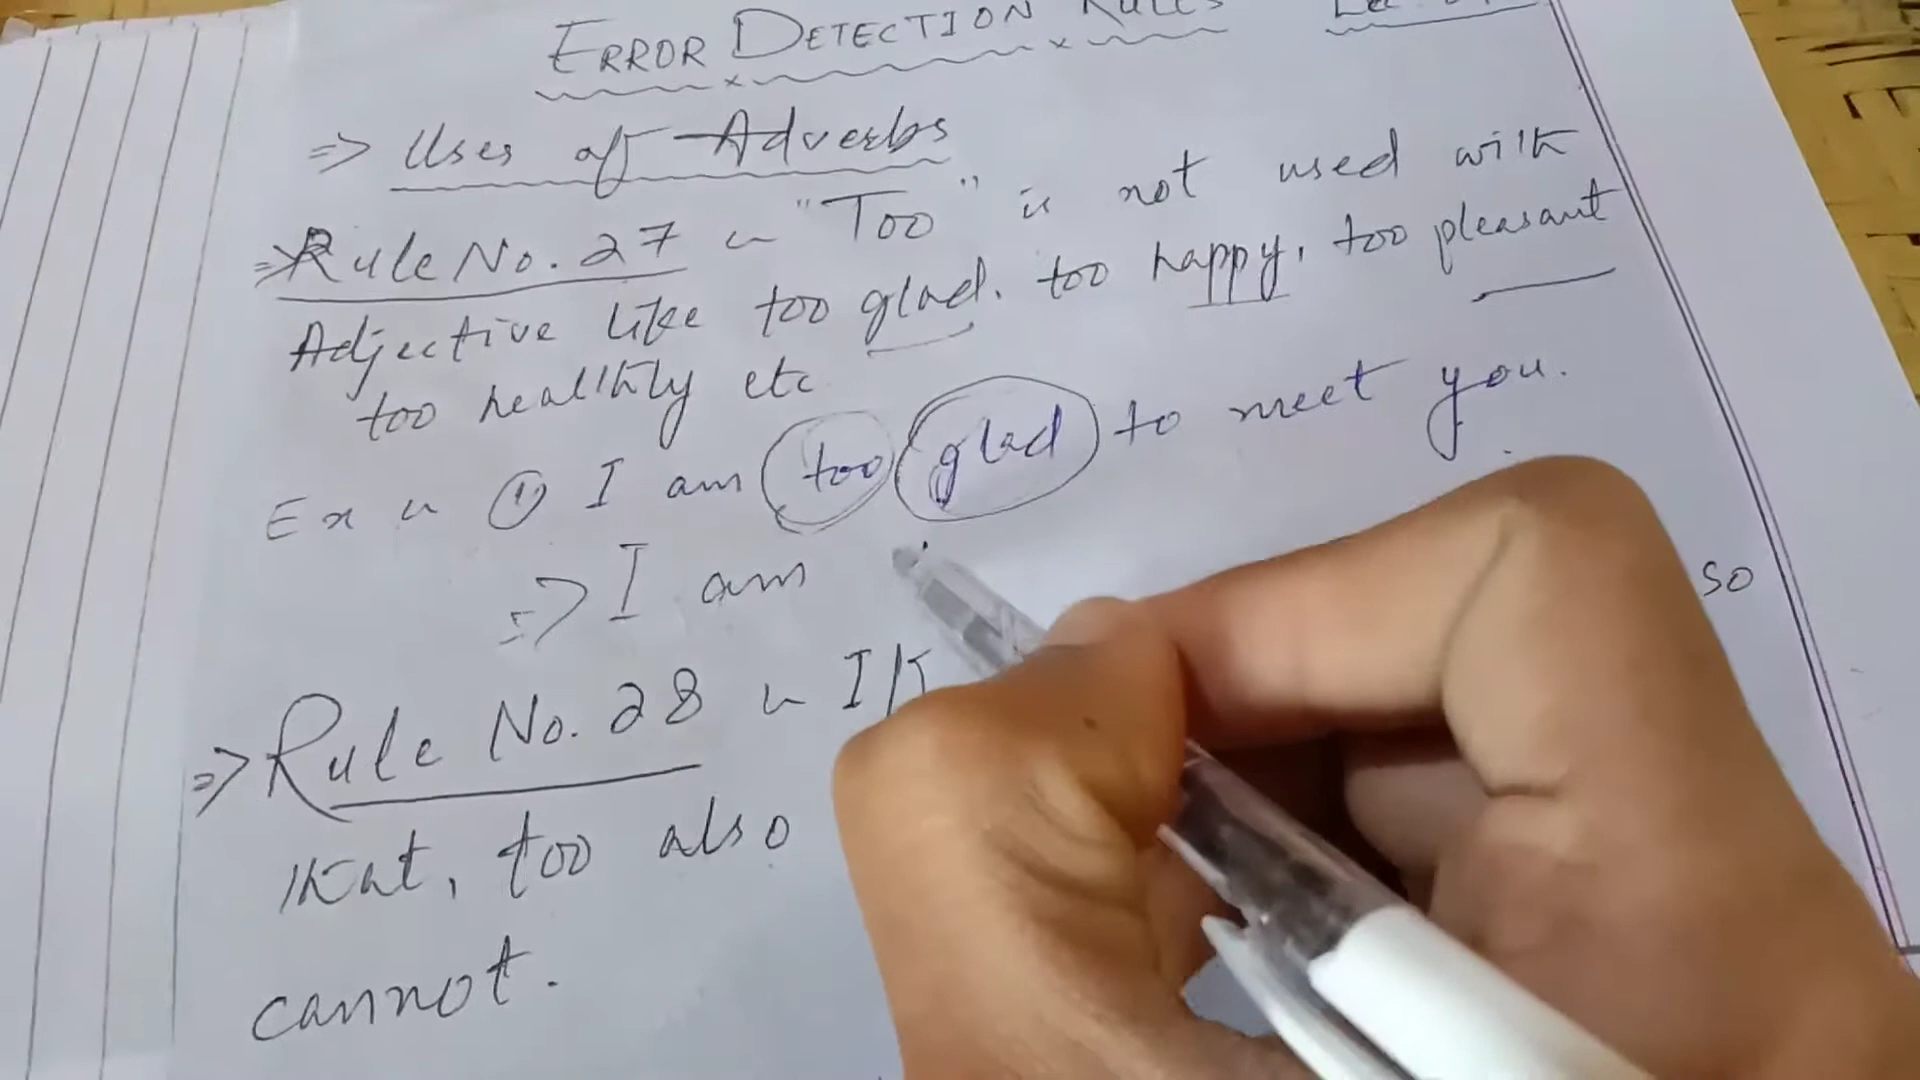 ERROR DETECTION RULES
⇒ Uses of Adverbs
⇒ Rule No. 27 ~ "Too" is not used with
Adjective like too glad. too happy, too pleasant
too healthy etc
Ex ~ ① I am too glad to meet you.
⇒ I am
⇒ Rule No. 28 ~ so
that, too also
cannot.